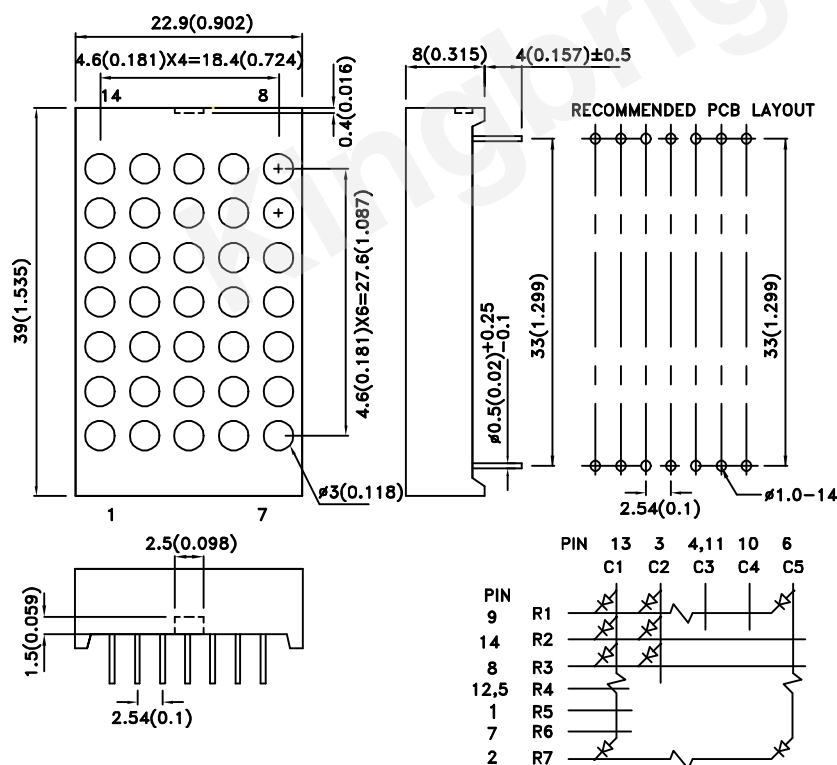 22.9(0.902)
4.6(0.181)X4=18.4(0.724)
14 8
0.4(0.016)
39(1.535)
4.6(0.181)X6=27.6(1.087)
ø3(0.118)
1 7
8(0.315)
4(0.157)±0.5
ø0.5(0.02)+0.25
-0.1
33(1.299)
RECOMMENDED PCB LAYOUT
33(1.299)
2.54(0.1)
ø1.0-14
2.5(0.098)
1.5(0.059)
2.54(0.1)
PIN 13 3 4,11 10 6
C1 C2 C3 C4 C5
PIN
9 R1
14 R2
8 R3
12,5 R4
1 R5
7 R6
2 R7
Kingbrigh